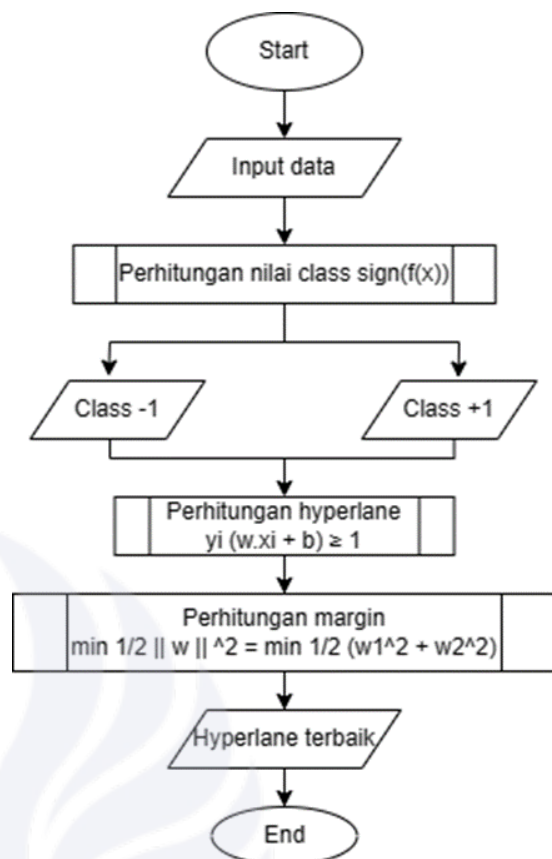 Start
Input data
Perhitungan nilai class sign(f(x))
Class -1
Class +1
Perhitungan hyperlane
yi (w.xi + b) ≥ 1
Perhitungan margin
min 1/2 || w || ^2 = min 1/2 (w1^2 + w2^2)
Hyperlane terbaik
End